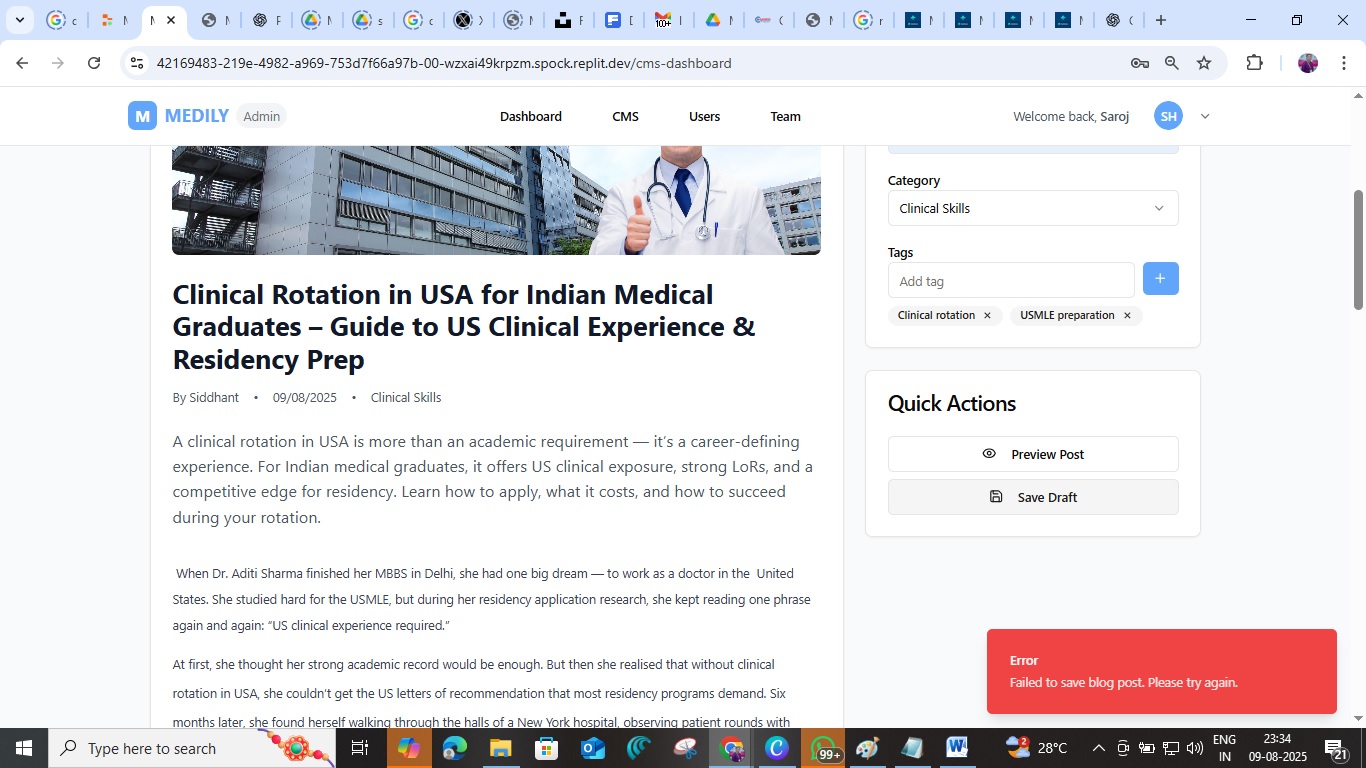 42169483-219e-4982-a969-753d7f66a97b-00-wzxai49krpzm.spock.replit.dev/cms-dashboard
M MEDILY Admin
Dashboard
CMS
Users
Team
Welcome back, Saroj
SH
Clinical Rotation in USA for Indian Medical
Graduates – Guide to US Clinical Experience &
Residency Prep
By Siddhant • 09/08/2025 • Clinical Skills
A clinical rotation in USA is more than an academic requirement — it's a career-defining
experience. For Indian medical graduates, it offers US clinical exposure, strong LoRs, and a
competitive edge for residency. Learn how to apply, what it costs, and how to succeed
during your rotation.
When Dr. Aditi Sharma finished her MBBS in Delhi, she had one big dream — to work as a doctor in the United
States. She studied hard for the USMLE, but during her residency application research, she kept reading one phrase
again and again: “US clinical experience required.”
At first, she thought her strong academic record would be enough. But then she realised that without clinical
rotation in USA, she couldn’t get the US letters of recommendation that most residency programs demand. Six
months later, she found herself walking through the halls of a New York hospital, observing patient rounds with
Category
Clinical Skills
Tags
Add tag
+
Clinical rotation ×
USMLE preparation ×
Quick Actions
Preview Post
Save Draft
Error
Failed to save blog post. Please try again.
Type here to search
99+
2
28°C
ENG
IN
23:34
09-08-2025
21